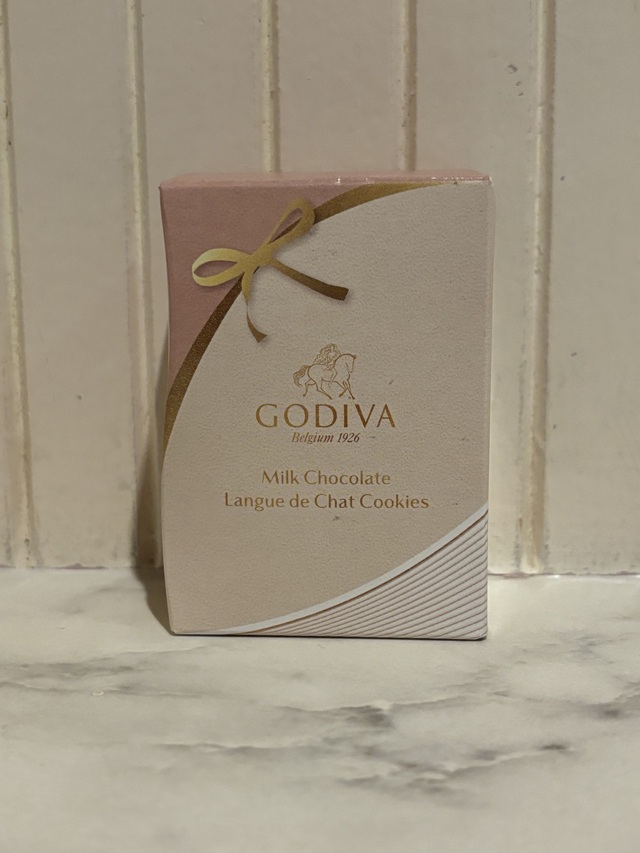 GODIVA
Belgium 1926
Milk Chocolate
Langue de Chat Cookies